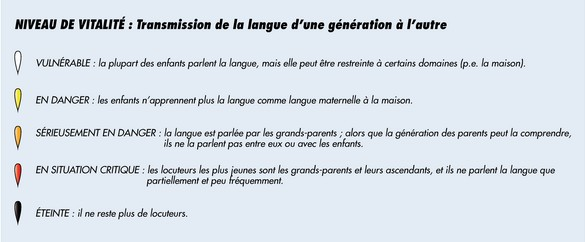 NIVEAU DE VITALITÉ : Transmission de la langue d’une génération à l’autre
VULNÉRABLE : la plupart des enfants parlent la langue, mais elle peut être restreinte à certains domaines (p.e. la maison).
EN DANGER : les enfants n’apprennent plus la langue comme langue maternelle à la maison.
SÉRIEUSEMENT EN DANGER : la langue est parlée par les grands-parents ; alors que la génération des parents peut la comprendre,
ils ne la parlent pas entre eux ou avec les enfants.
EN SITUATION CRITIQUE : les locuteurs les plus jeunes sont les grands-parents et leurs ascendants, et ils ne parlent la langue que
partiellement et peu fréquemment.
ÉTEINTE : il ne reste plus de locuteurs.